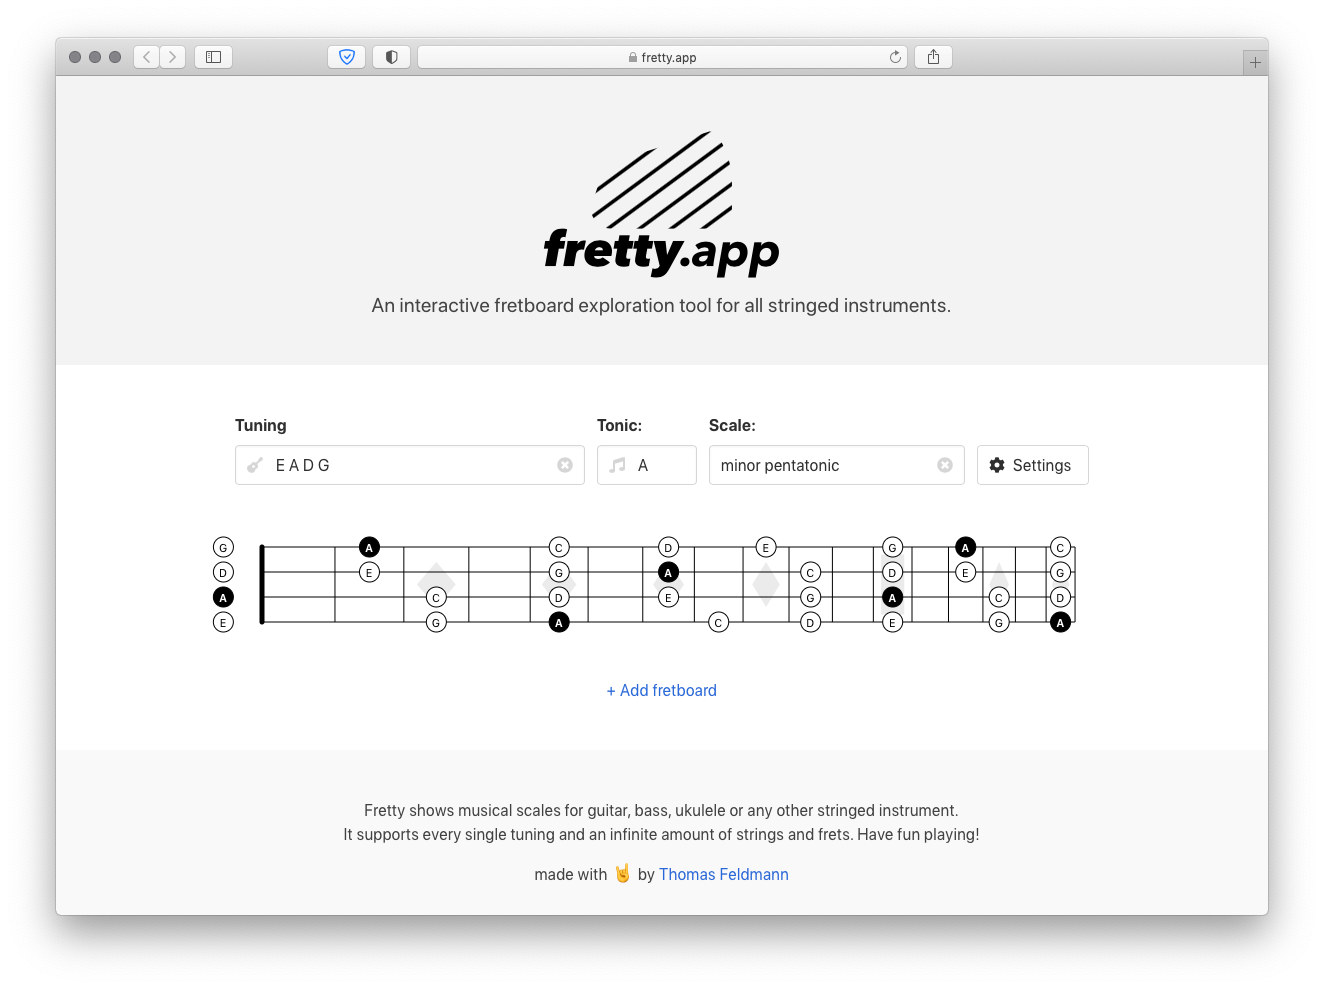 fretty.app
fretty.app
An interactive fretboard exploration tool for all stringed instruments.
Tuning Tonic: Scale:
E A D G A minor pentatonic Settings
G A C D E G A C
D E G A C D E G
A C D E G A C D
E G A C D E G A
+ Add fretboard
Fretty shows musical scales for guitar, bass, ukulele or any other stringed instrument.
It supports every single tuning and an infinite amount of strings and frets. Have fun playing!
made with 🤘 by Thomas Feldmann